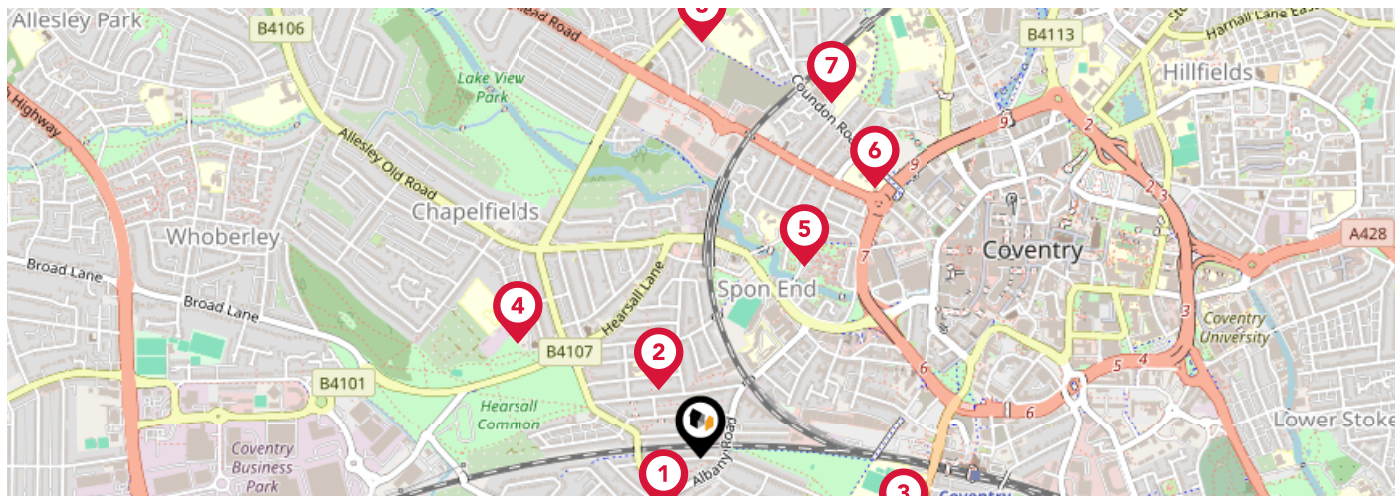 Allesley Park
B4106
ead Road
B4113
Harnall Lane East
Hillfields
Lake View
Park
7
Coundon Roa
9
2
h Highway
Allesley Old Road
6
9
2
3
Chapelfields
Whoberley
5
Coventry
A428
7
Broad Lane
Broad Lane
Hearsall Lane
Spon End
4
3
Coventry
University
B4107
2
6
5
4
B4101
Hearsall
Common
6
Lower Stoke
Coventry
Business
Park
Albany Road
1
3
Coventry